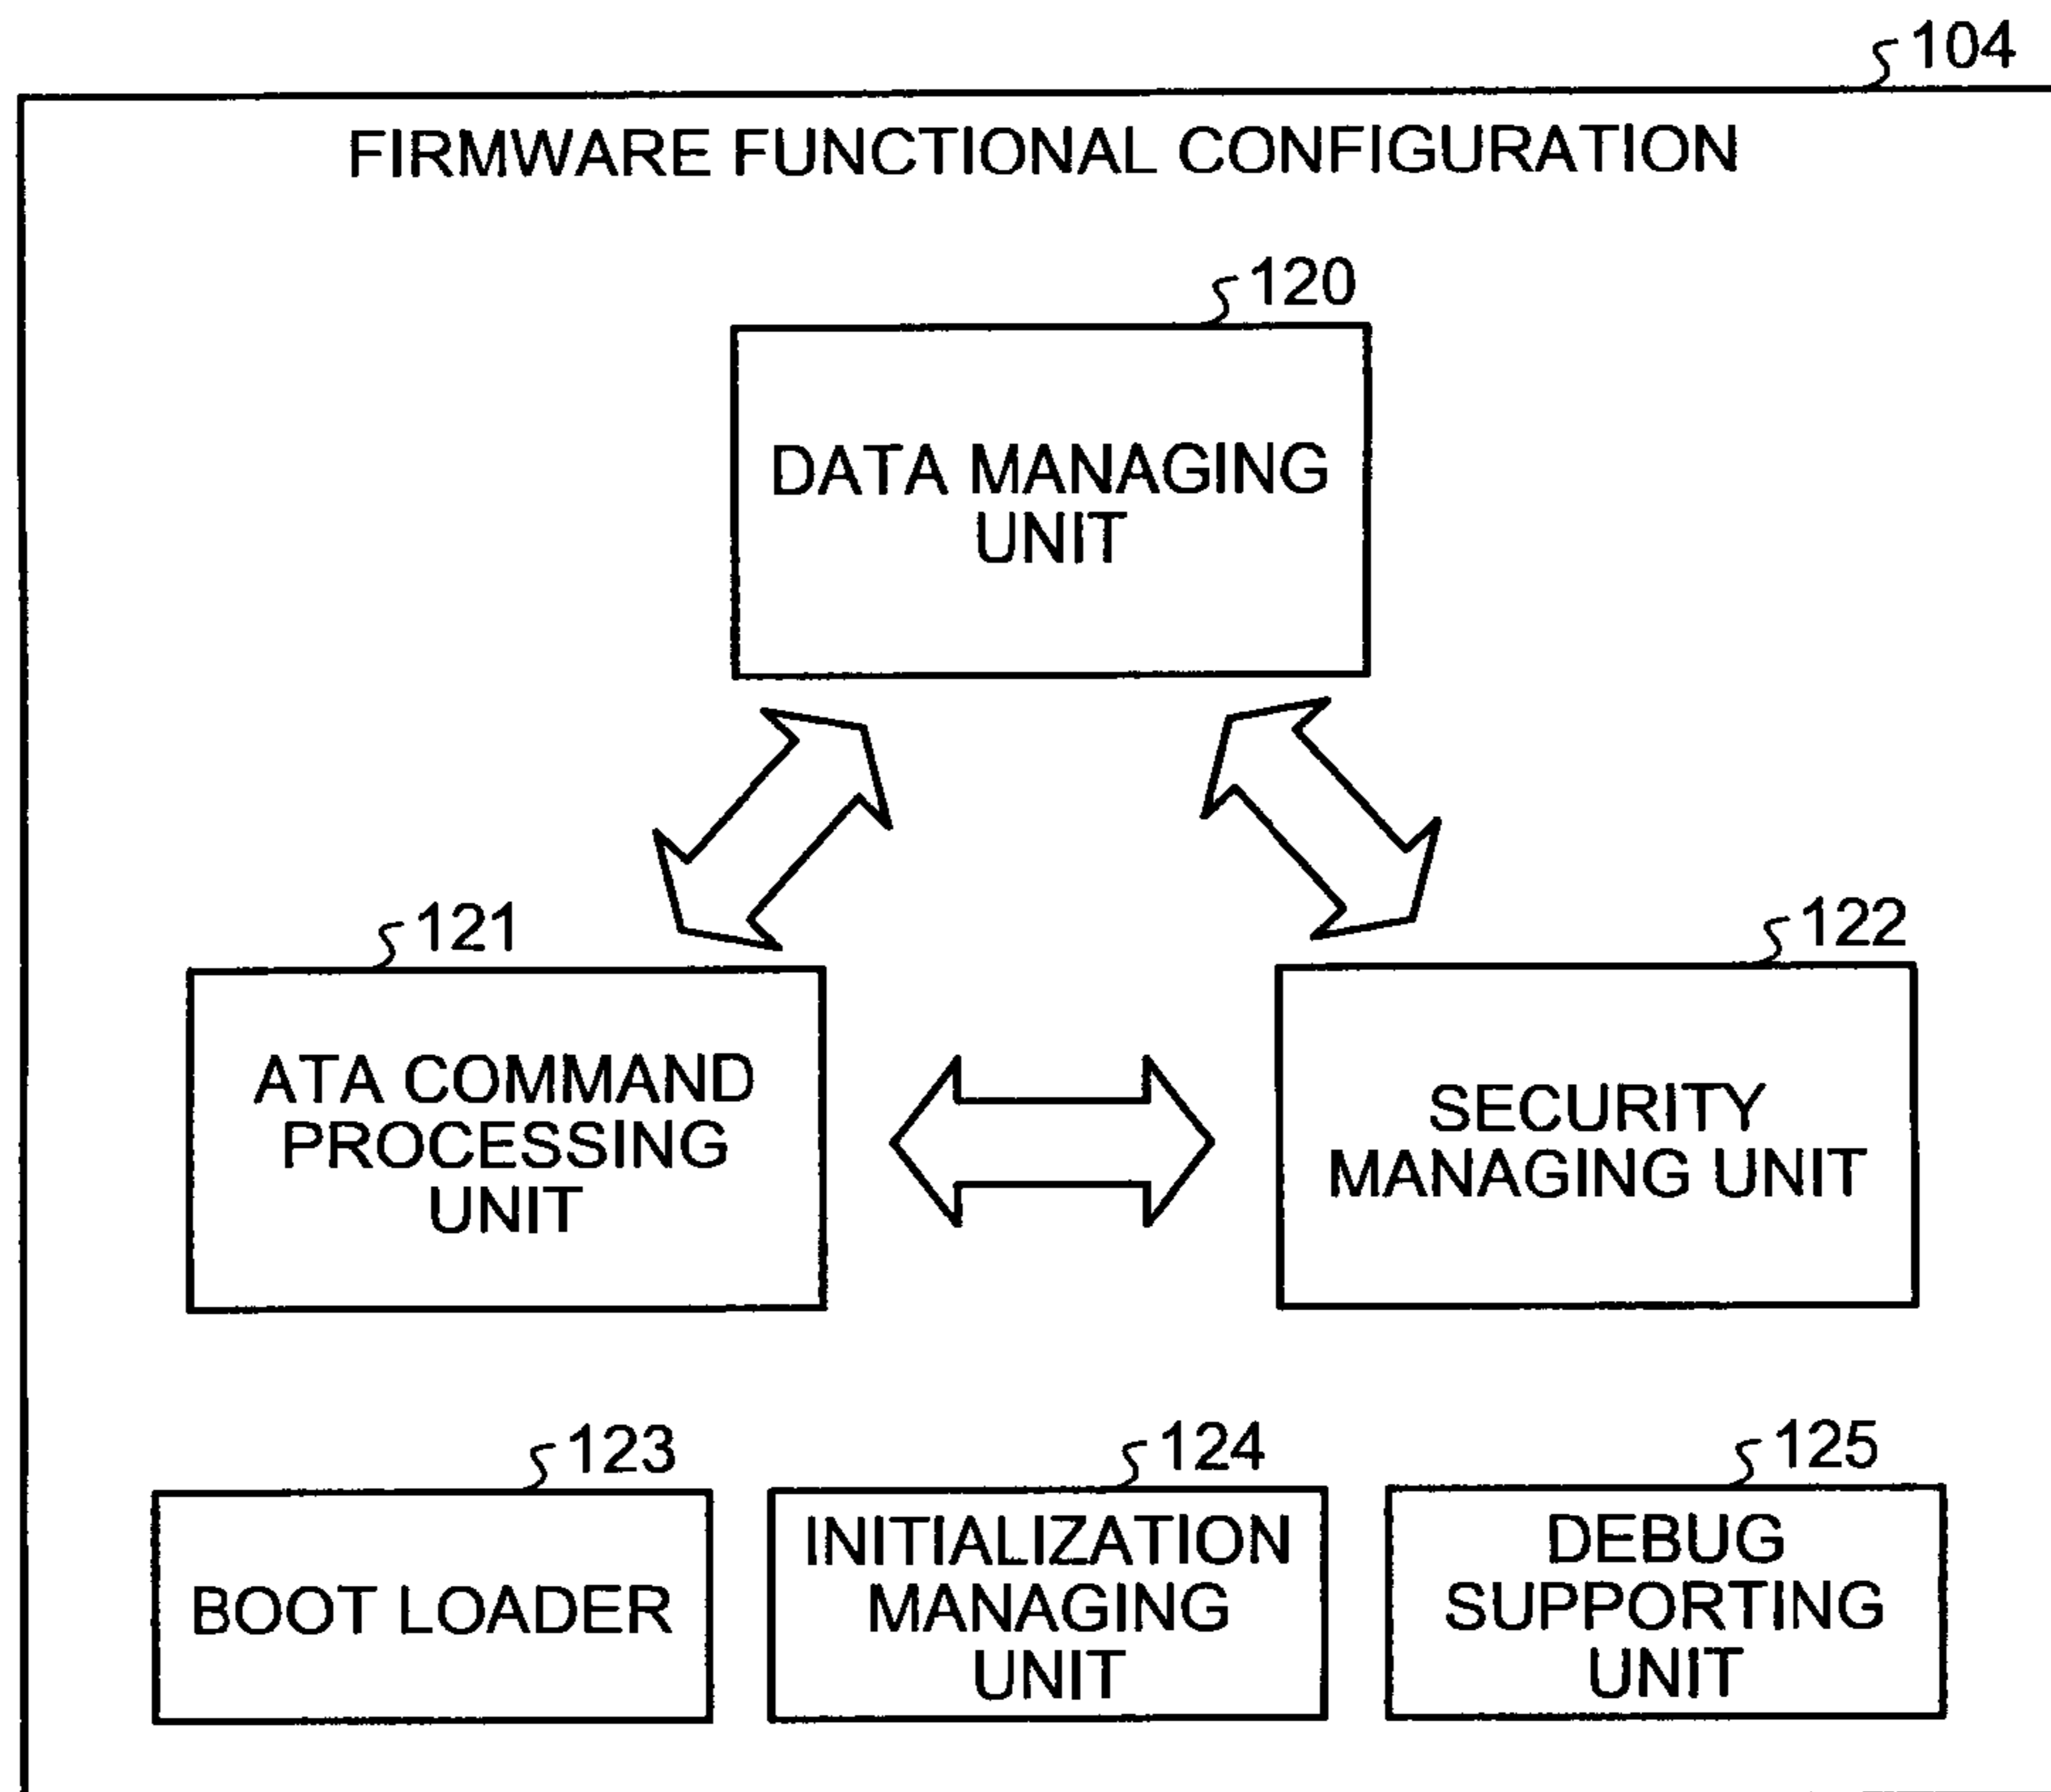 104
FIRMWARE FUNCTIONAL CONFIGURATION
120
DATA MANAGING
UNIT
121
ATA COMMAND
PROCESSING
UNIT
122
SECURITY
MANAGING UNIT
123
BOOT LOADER
124
INITIALIZATION
MANAGING
UNIT
125
DEBUG
SUPPORTING
UNIT